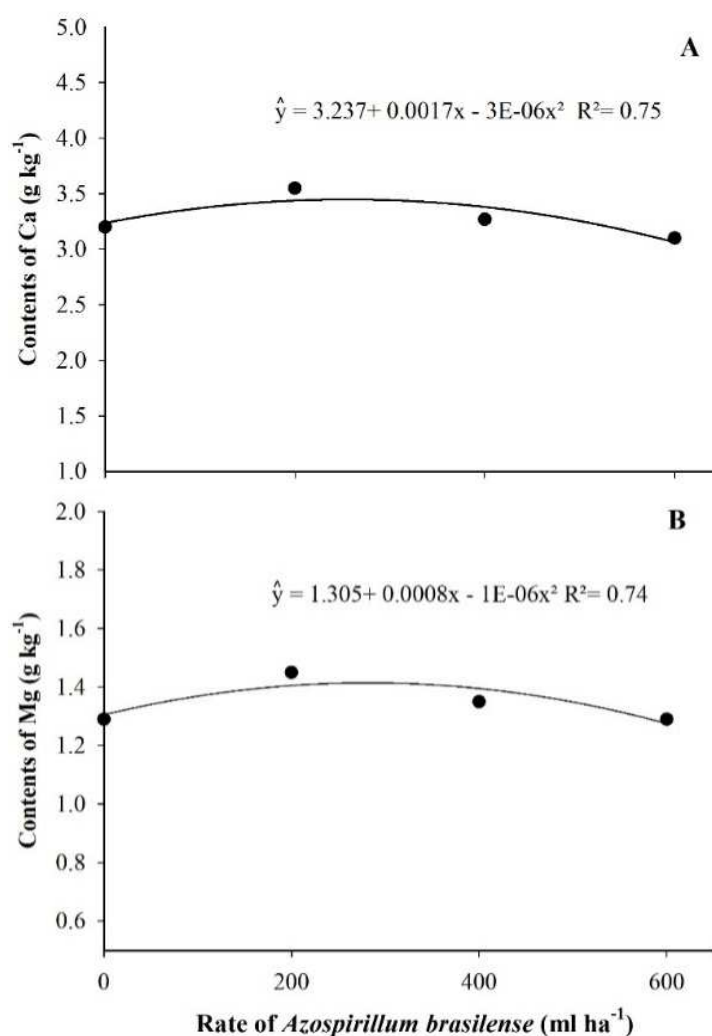 A
5.0
4.5
4.0
3.5
3.0
2.5
2.0
1.5
1.0
Contents of Ca (g kg⁻¹)
ŷ = 3.237+ 0.0017x - 3E-06x² R²= 0.75
B
2.0
1.8
1.6
1.4
1.2
1.0
0.8
0.6
Contents of Mg (g kg⁻¹)
ŷ = 1.305+ 0.0008x - 1E-06x² R²= 0.74
0 200 400 600
Rate of Azospirillum brasilense (ml ha⁻¹)